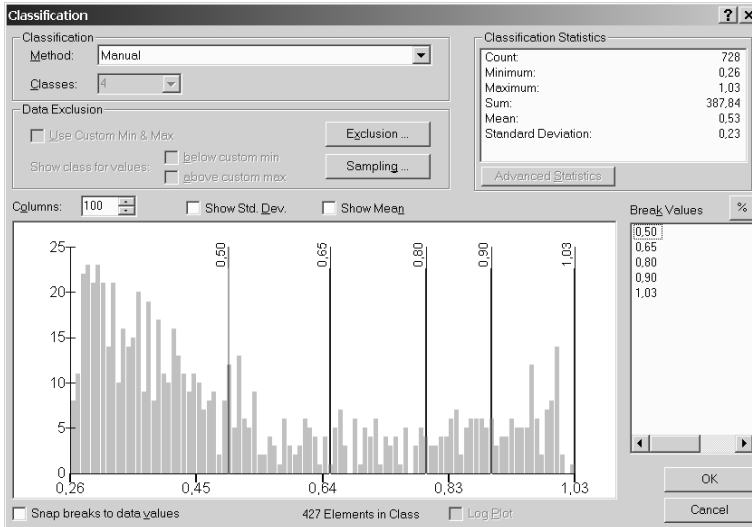 Classification
Classification
Method: Manual
Classes: 4
Data Exclusion
Use Custom Min & Max
Show class for values:
below custom min
above custom max
Exclusion ...
Sampling ...
Classification Statistics
Count: 728
Minimum: 0,26
Maximum: 1,03
Sum: 387,84
Mean: 0,53
Standard Deviation: 0,23
Advanced Statistics
Columns: 100 Show Std. Dev. Show Mean
Break Values %
0,50
0,65
0,80
0,90
1,03
0,50 0,65 0,80 0,90 1,03
25
20
15
10
5
0
0,26 0,45 0,64 0,83 1,03
OK
Cancel
Snap breaks to data values 427 Elements in Class Log Plot